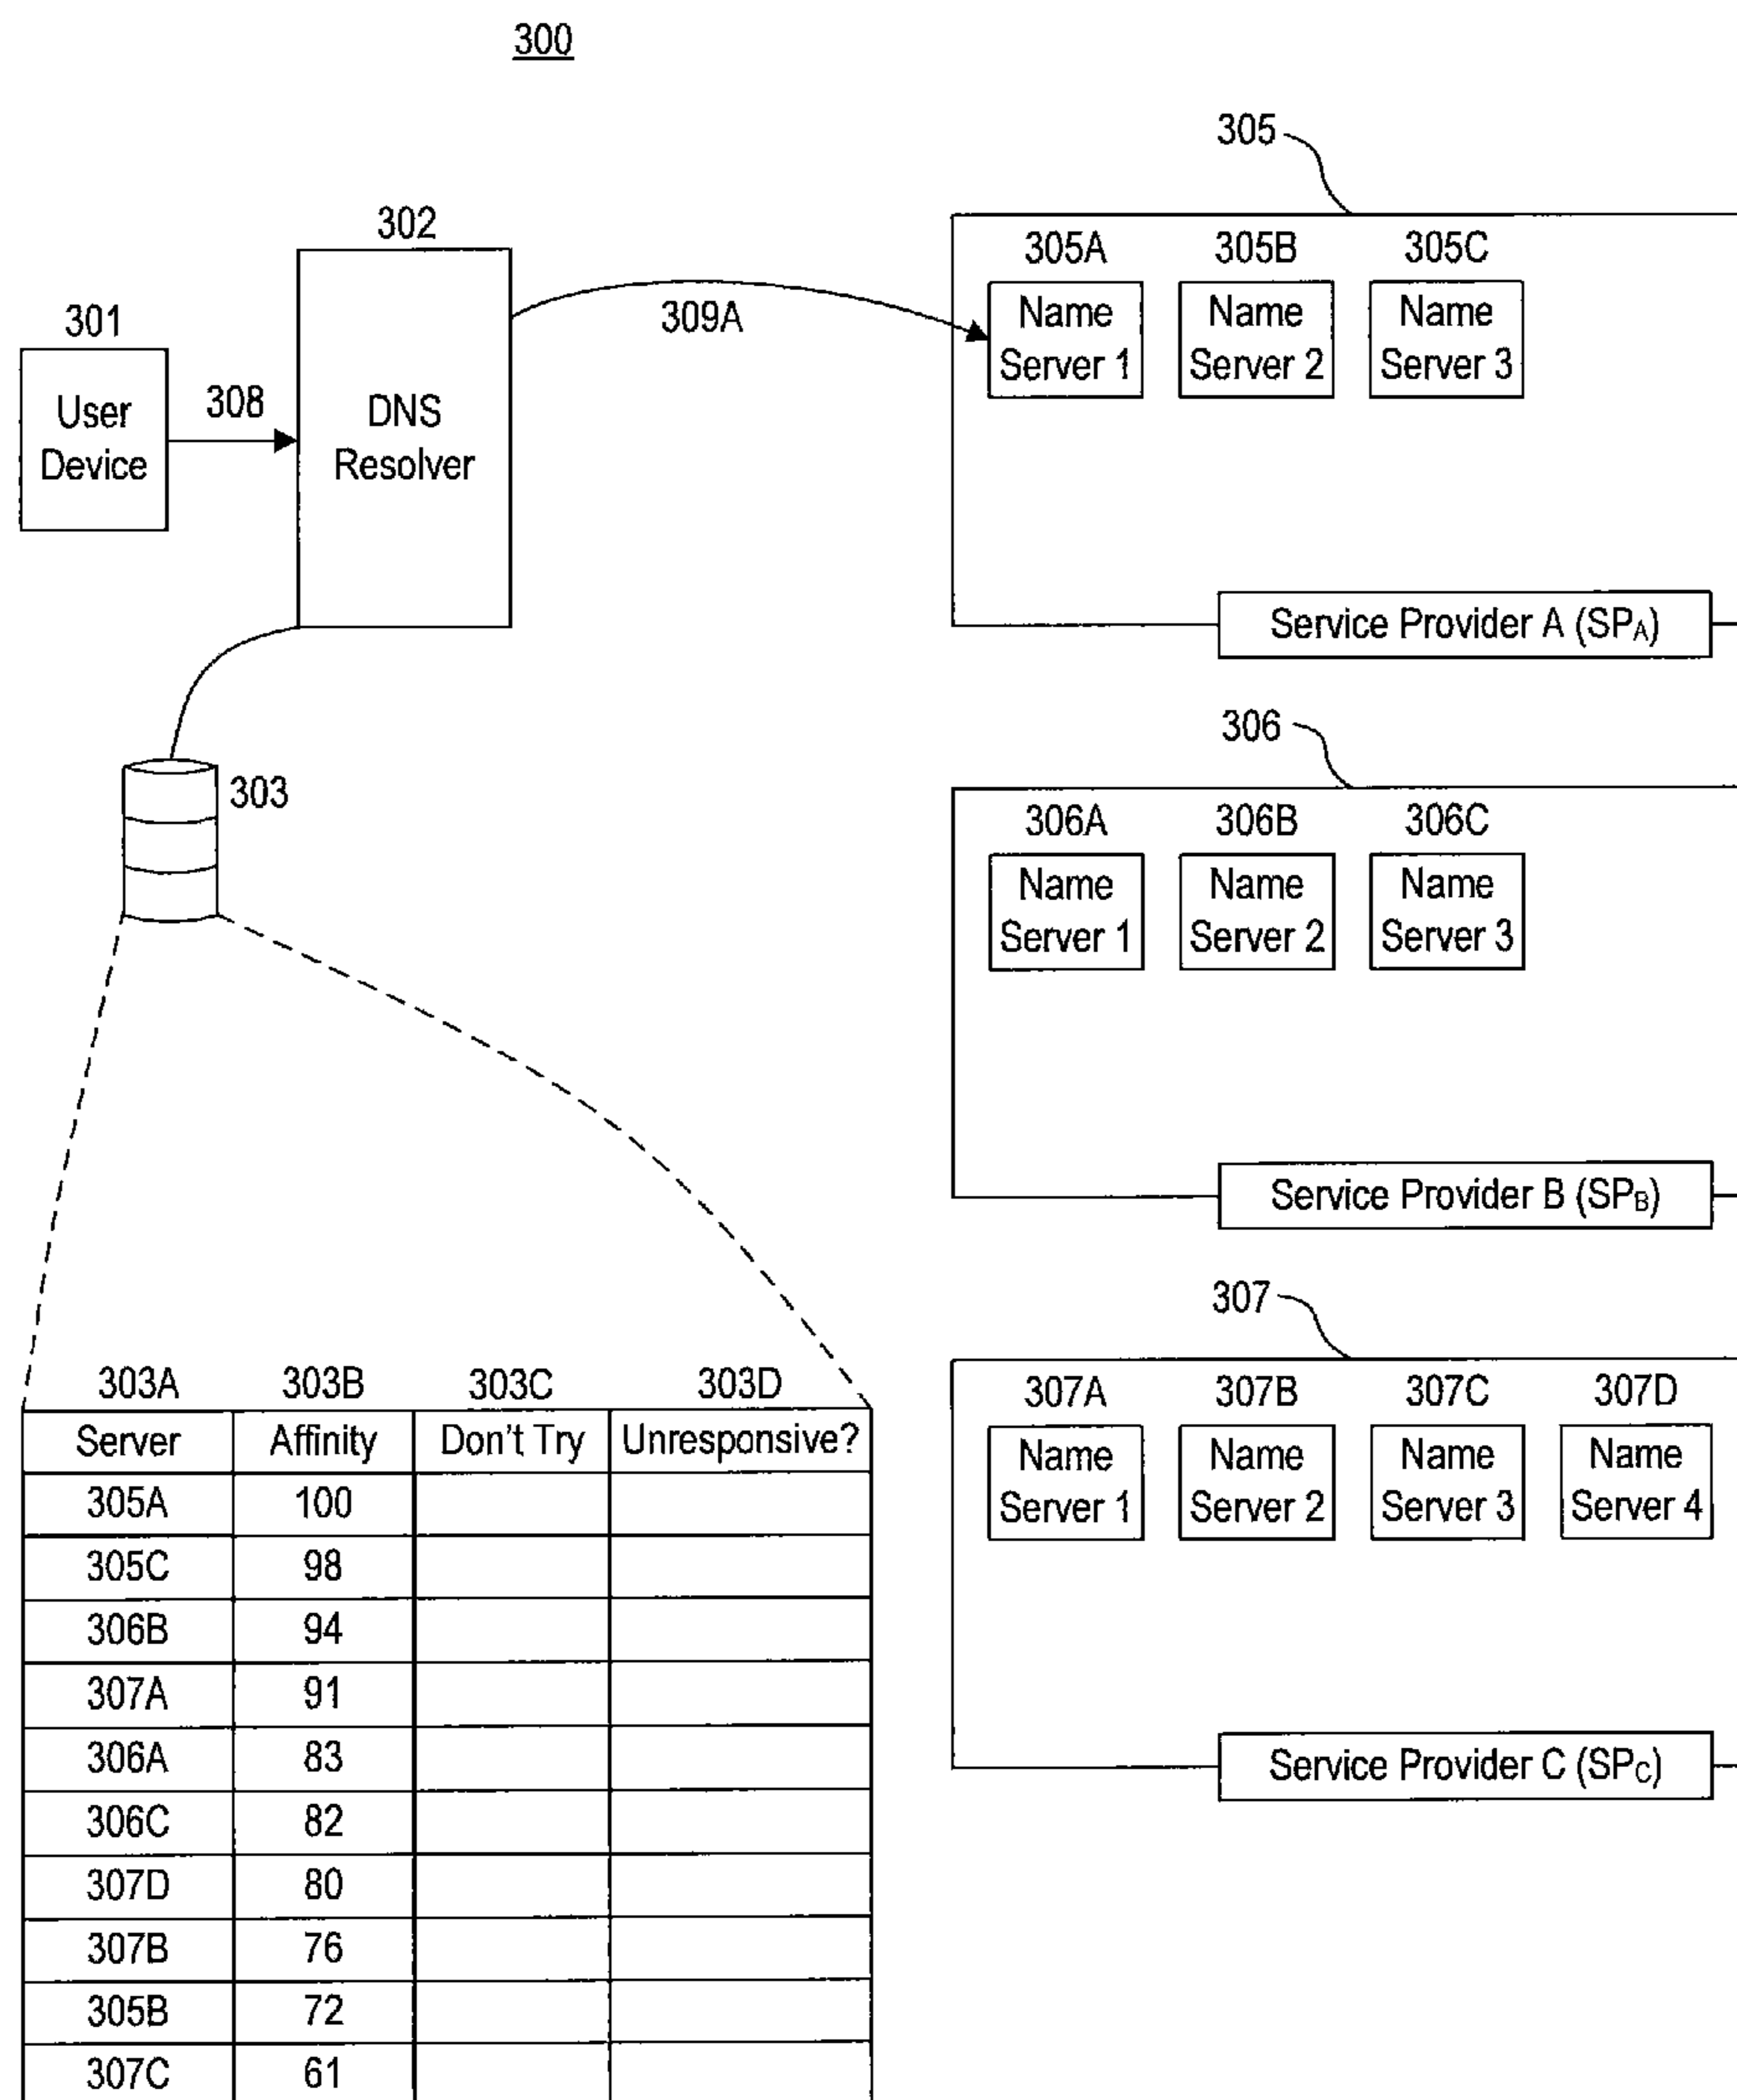 300
305
302
305A 305B 305C
301
Name Server 1
Name Server 2
Name Server 3
309A
308
User Device
DNS Resolver
Service Provider A (SPA)
306
303
306A 306B 306C
Name Server 1
Name Server 2
Name Server 3
Service Provider B (SPB)
307
307A 307B 307C 307D
Name Server 1
Name Server 2
Name Server 3
Name Server 4
Service Provider C (SPC)
303A 303B 303C 303D
Server Affinity Don't Try Unresponsive?
305A 100
305C 98
306B 94
307A 91
306A 83
306C 82
307D 80
307B 76
305B 72
307C 61